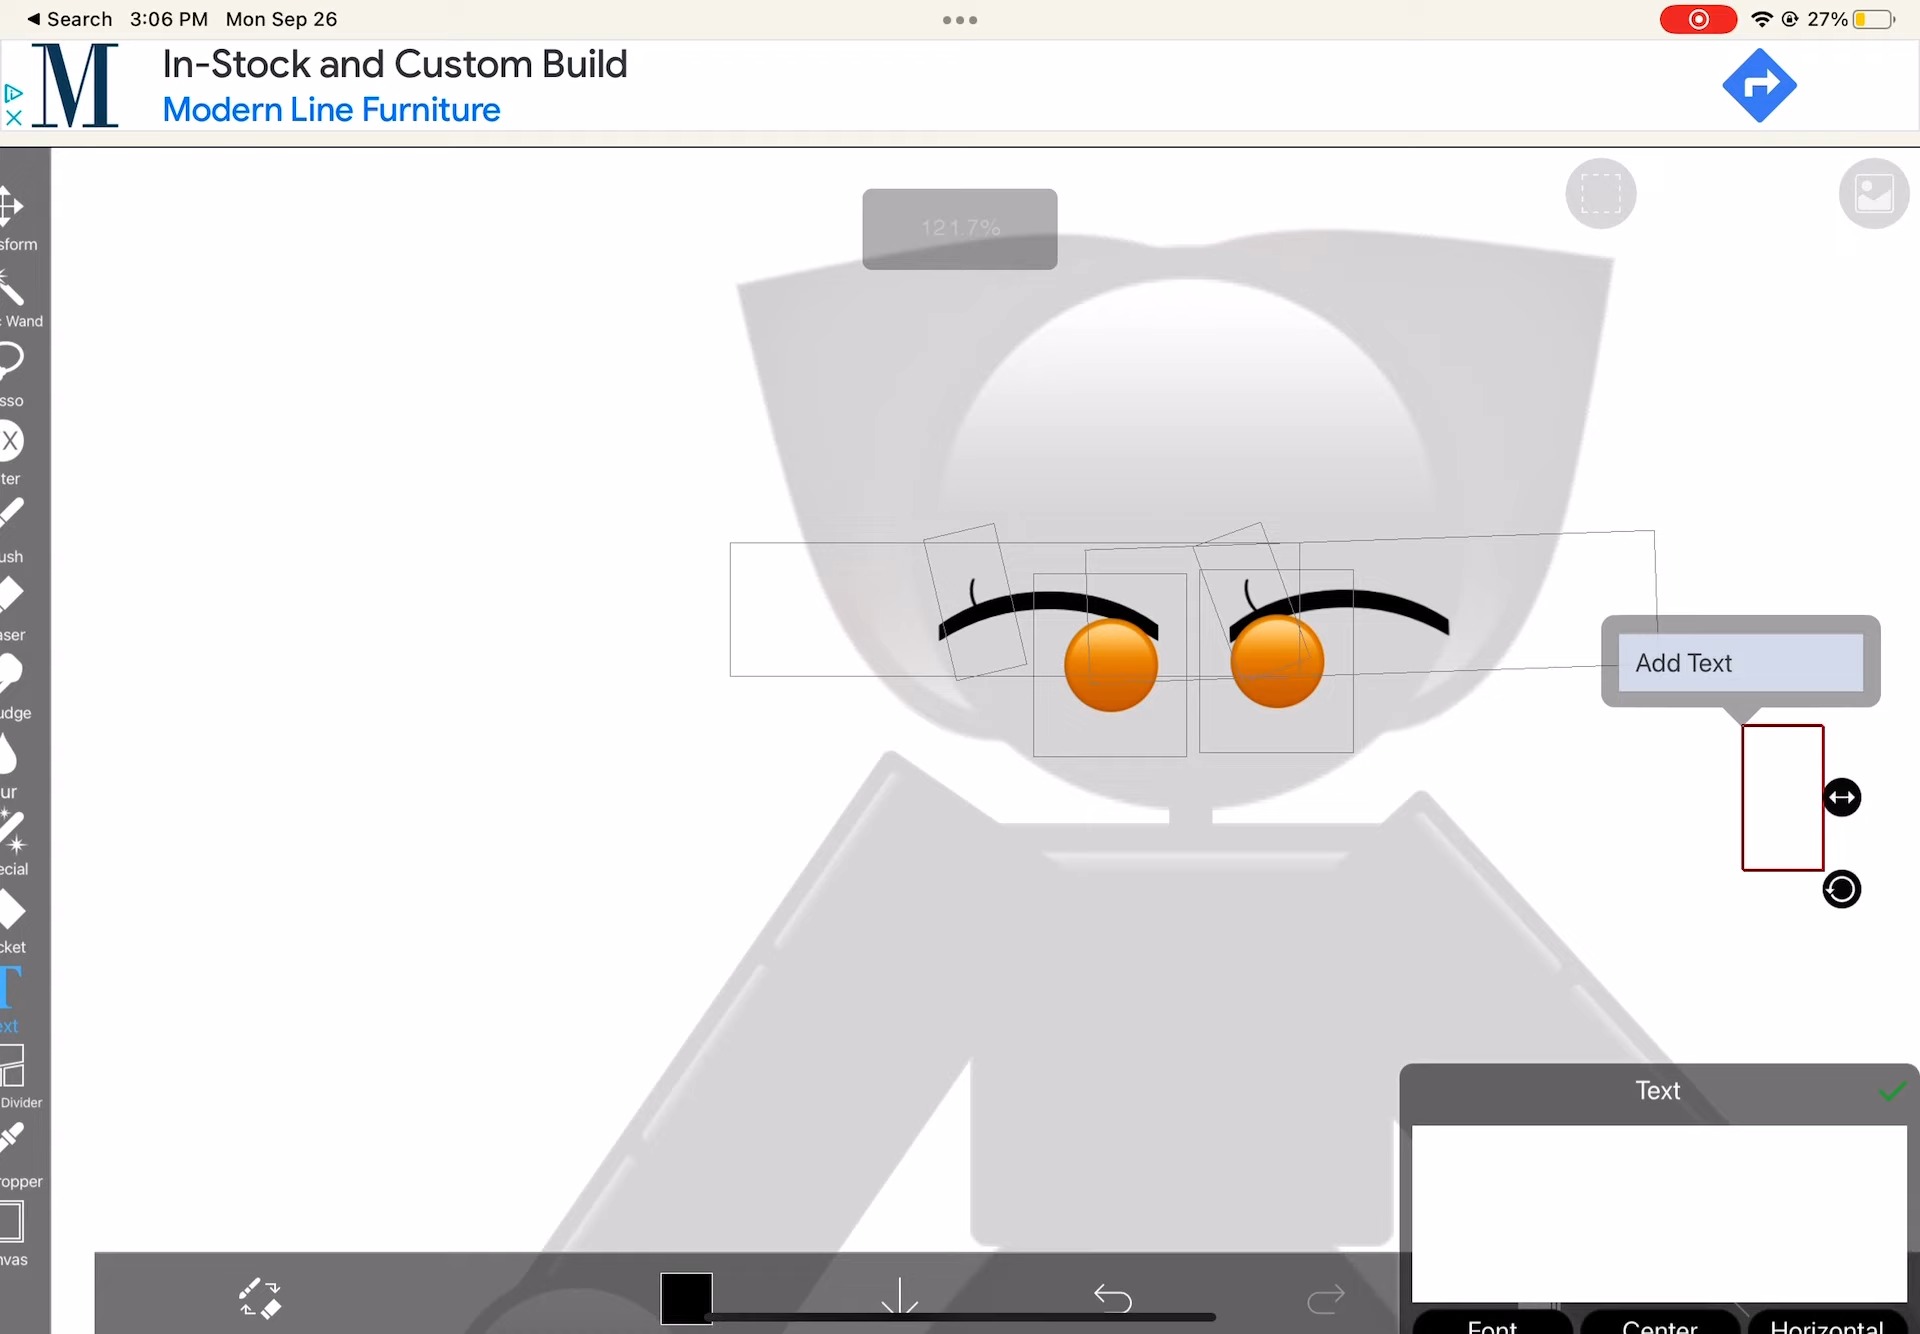 Search 3:06 PM Mon Sep 26
27%
M
In-Stock and Custom Build
Modern Line Furniture
121.7%
sform
Wand
sso
X
ter
ush
aser
udge
ur
ecial
cket
T
ext
Divider
opper
nvas
Add Text
Text
Font
Center
Horizontal